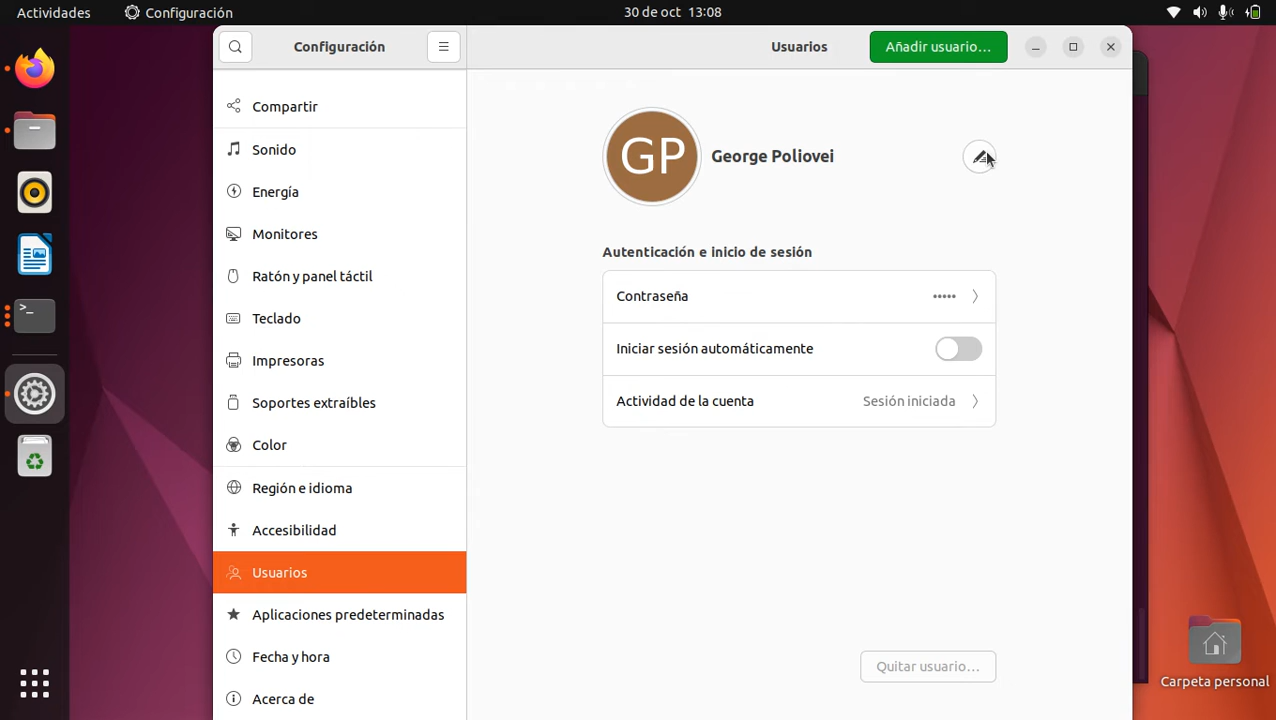 Actividades
Configuración
30 de oct 13:08
Configuración
Usuarios
Añadir usuario…
Compartir
Sonido
Energía
Monitores
Ratón y panel táctil
Teclado
Impresoras
Soportes extraíbles
Color
Región e idioma
Accesibilidad
Usuarios
Aplicaciones predeterminadas
Fecha y hora
Acerca de
GP
George Poliovei
Autenticación e inicio de sesión
Contraseña •••••
Iniciar sesión automáticamente
Actividad de la cuenta Sesión iniciada
Quitar usuario…
Carpeta personal